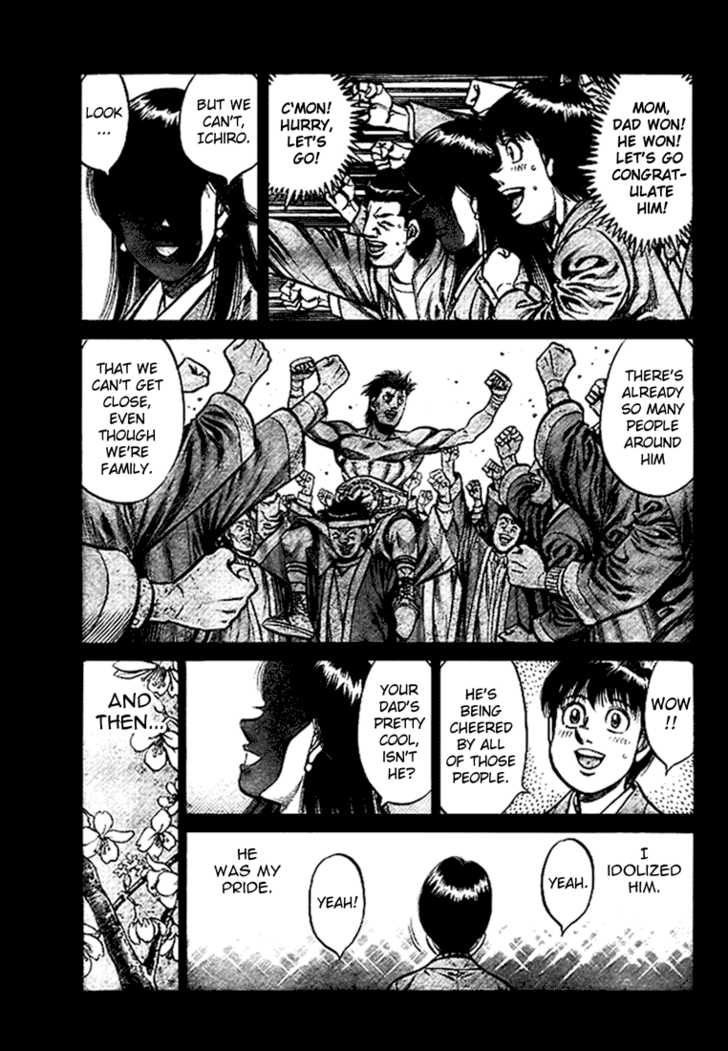 MOM,
DAD WON!
HE WON!
LET'S GO
CONGRAT-
ULATE
HIM!
C'MON!
HURRY,
LET'S
GO!
BUT WE
CAN'T,
ICHIRO.
LOOK
...
THERE'S
ALREADY
SO MANY
PEOPLE
AROUND
HIM
THAT WE
CAN'T GET
CLOSE,
EVEN
THOUGH
WE'RE
FAMILY.
WOW
!!
HE'S
BEING
CHEERED
BY ALL
OF THOSE
PEOPLE.
YOUR
DAD'S
PRETTY
COOL,
ISN'T
HE?
I
IDOLIZED
HIM.
YEAH.
YEAH!
HE
WAS MY
PRIDE.
AND
THEN...